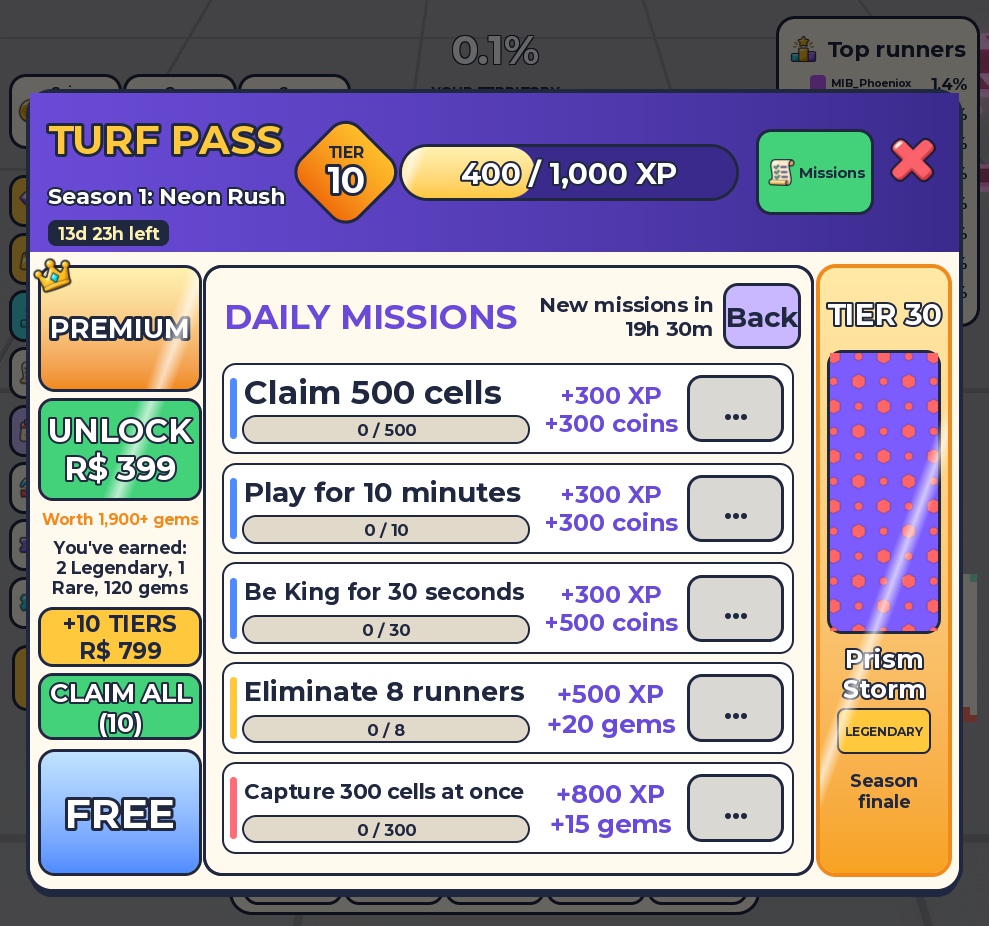 0.1%
Top runners
MIB_Phoeniox 1.4%
TURF PASS
Season 1: Neon Rush
13d 23h left
TIER
10
400 / 1,000 XP
Missions
PREMIUM
UNLOCK
R$ 399
Worth 1,900+ gems
You've earned:
2 Legendary, 1
Rare, 120 gems
+10 TIERS
R$ 799
CLAIM ALL
(10)
FREE
DAILY MISSIONS
New missions in
19h 30m
Back
Claim 500 cells
0 / 500
+300 XP
+300 coins
...
Play for 10 minutes
0 / 10
+300 XP
+300 coins
...
Be King for 30 seconds
0 / 30
+300 XP
+500 coins
...
Eliminate 8 runners
0 / 8
+500 XP
+20 gems
...
Capture 300 cells at once
0 / 300
+800 XP
+15 gems
...
TIER 30
Prism
Storm
LEGENDARY
Season
finale